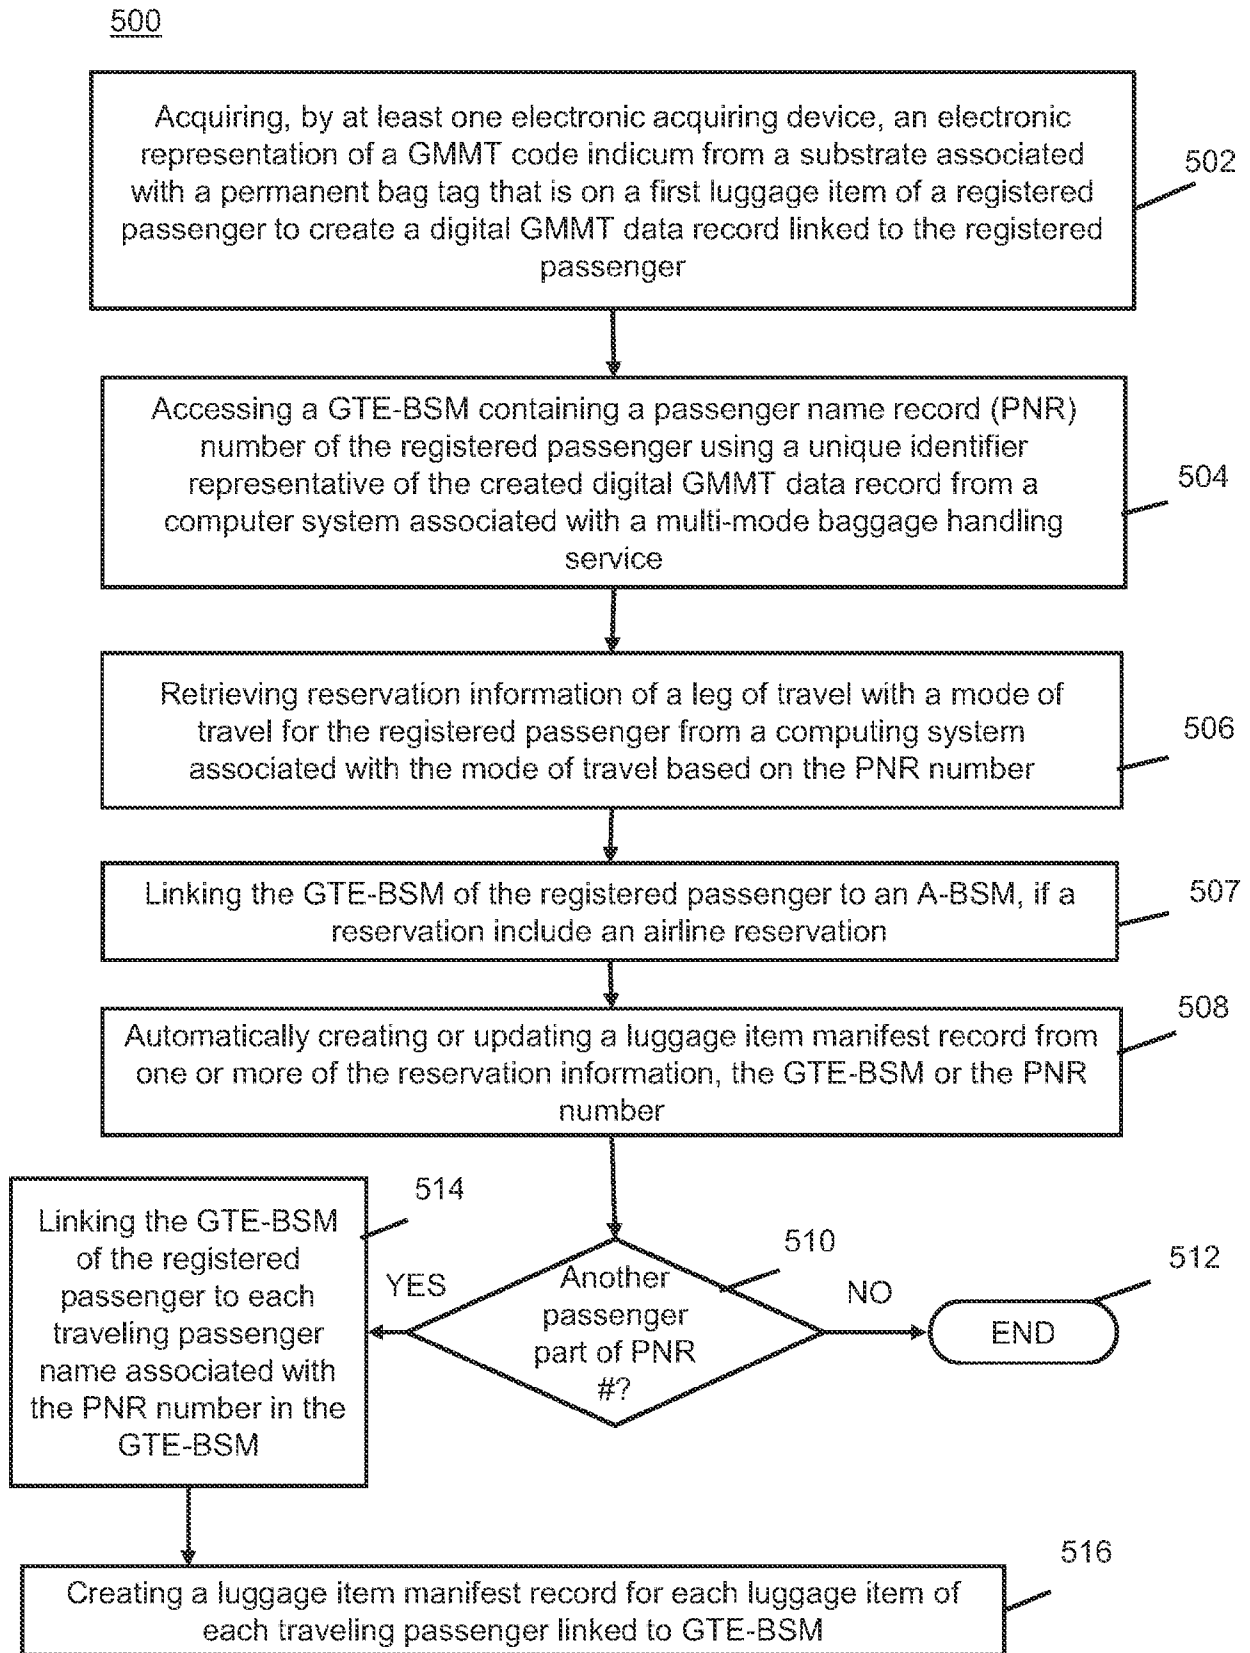 500
Acquiring, by at least one electronic acquiring device, an electronic
representation of a GMMT code indicum from a substrate associated
with a permanent bag tag that is on a first luggage item of a registered
passenger to create a digital GMMT data record linked to the registered
passenger
502
Accessing a GTE-BSM containing a passenger name record (PNR)
number of the registered passenger using a unique identifier
representative of the created digital GMMT data record from a
computer system associated with a multi-mode baggage handling
service
504
Retrieving reservation information of a leg of travel with a mode of
travel for the registered passenger from a computing system
associated with the mode of travel based on the PNR number
506
Linking the GTE-BSM of the registered passenger to an A-BSM, if a
reservation include an airline reservation
507
Automatically creating or updating a luggage item manifest record from
one or more of the reservation information, the GTE-BSM or the PNR
number
508
Another
passenger
part of PNR
#?
510
YES
NO
END
512
Linking the GTE-BSM
of the registered
passenger to each
traveling passenger
name associated with
the PNR number in the
GTE-BSM
514
Creating a luggage item manifest record for each luggage item of
each traveling passenger linked to GTE-BSM
516